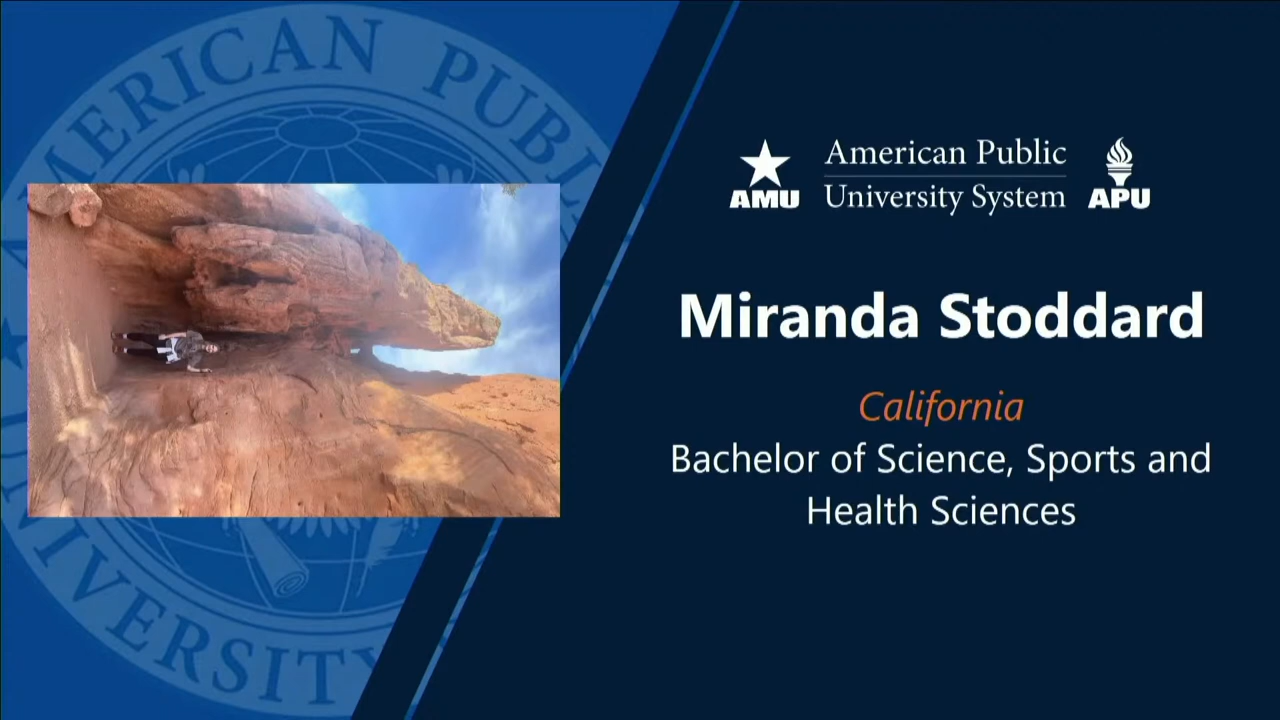 AMERICAN PUBLIC
UNIVERSITY
AMU
American Public
University System
APU
Miranda Stoddard
California
Bachelor of Science, Sports and
Health Sciences